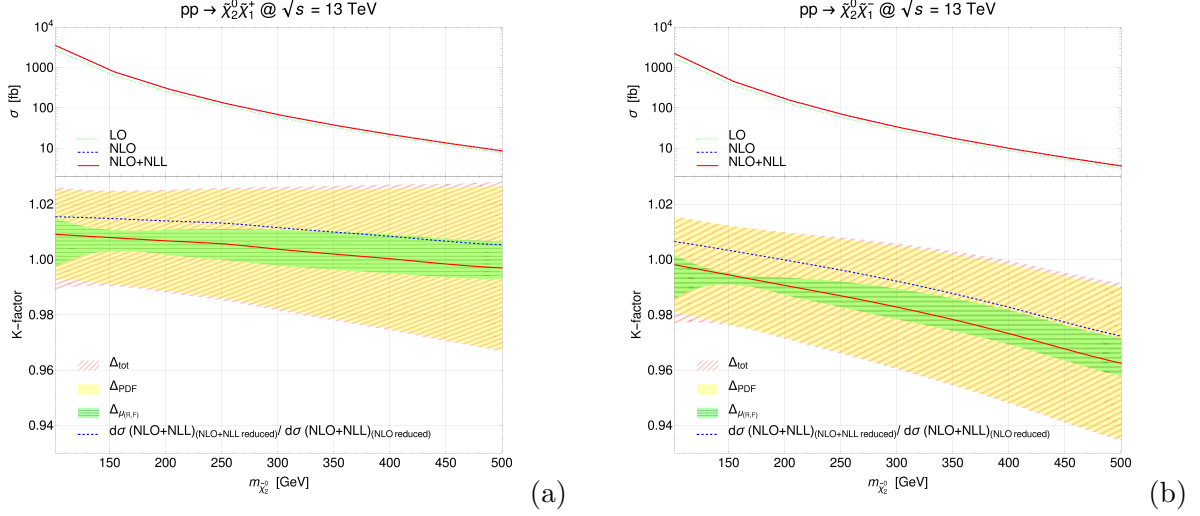 pp → χ̃₂⁰ χ̃₁⁺ @ √s = 13 TeV
10⁴
1000
100
10
σ [fb]
LO
NLO
NLO+NLL
1.02
1.00
0.98
0.96
0.94
K-factor
Δtot
ΔPDF
Δμ(R,F)
dσ (NLO+NLL)(NLO+NLL reduced)/ dσ (NLO+NLL)(NLO reduced)
150 200 250 300 350 400 450 500
mχ̃₂⁰ [GeV]
(a)
pp → χ̃₂⁰ χ̃₁⁻ @ √s = 13 TeV
10⁴
1000
100
10
σ [fb]
LO
NLO
NLO+NLL
1.02
1.00
0.98
0.96
0.94
K-factor
Δtot
ΔPDF
Δμ(R,F)
dσ (NLO+NLL)(NLO+NLL reduced)/ dσ (NLO+NLL)(NLO reduced)
150 200 250 300 350 400 450 500
mχ̃₂⁰ [GeV]
(b)